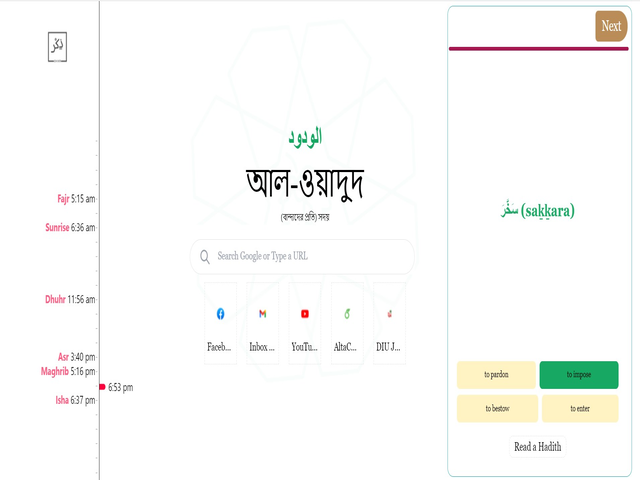 ذِكْر
Fajr 5:15 am
Sunrise 6:36 am
Dhuhr 11:56 am
Asr 3:40 pm
Maghrib 5:16 pm
6:53 pm
Isha 6:37 pm
الودود
আল-ওয়াদুদ
(বান্দাদের প্রতি) সদয়
Search Google or Type a URL
Faceb... Inbox ... YouTu... AltaC... DIU J...
Next
سَخَّرَ (sak͟k͟ara)
to pardon to impose
to bestow to enter
Read a Hadith